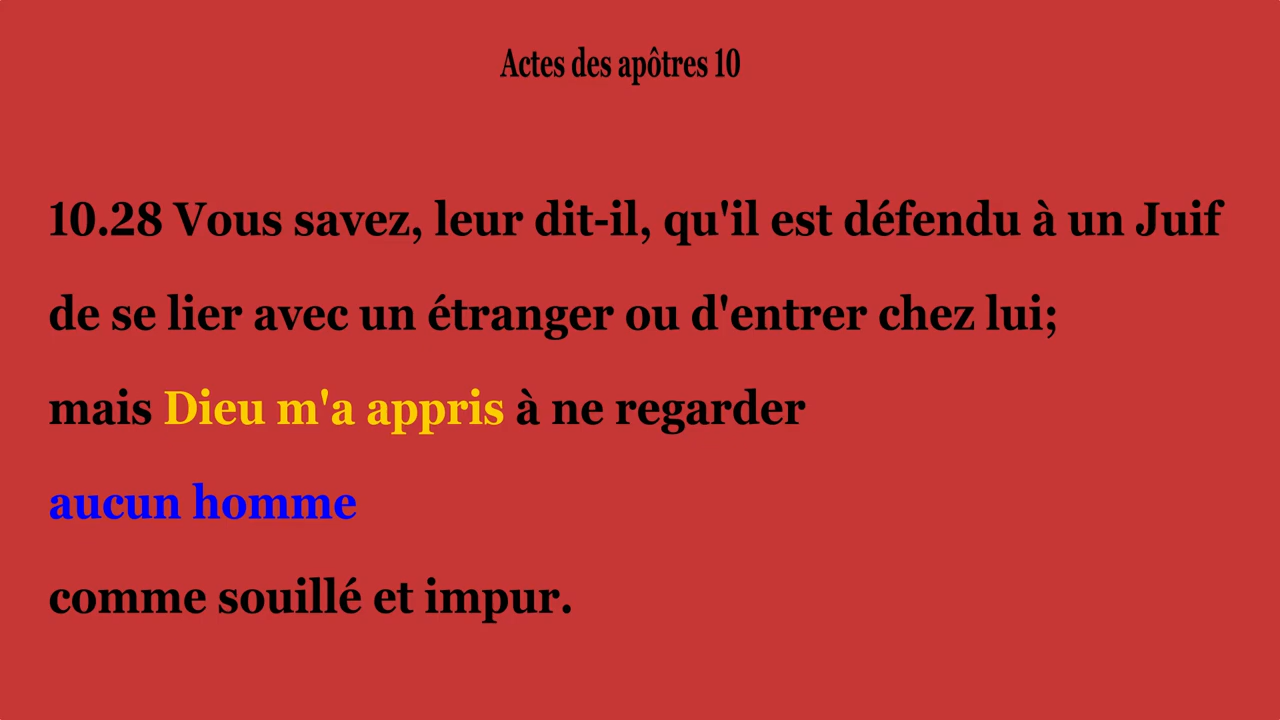 Actes des apôtres 10
10.28 Vous savez, leur dit-il, qu'il est défendu à un Juif
de se lier avec un étranger ou d'entrer chez lui;
mais Dieu m'a appris à ne regarder
aucun homme
comme souillé et impur.